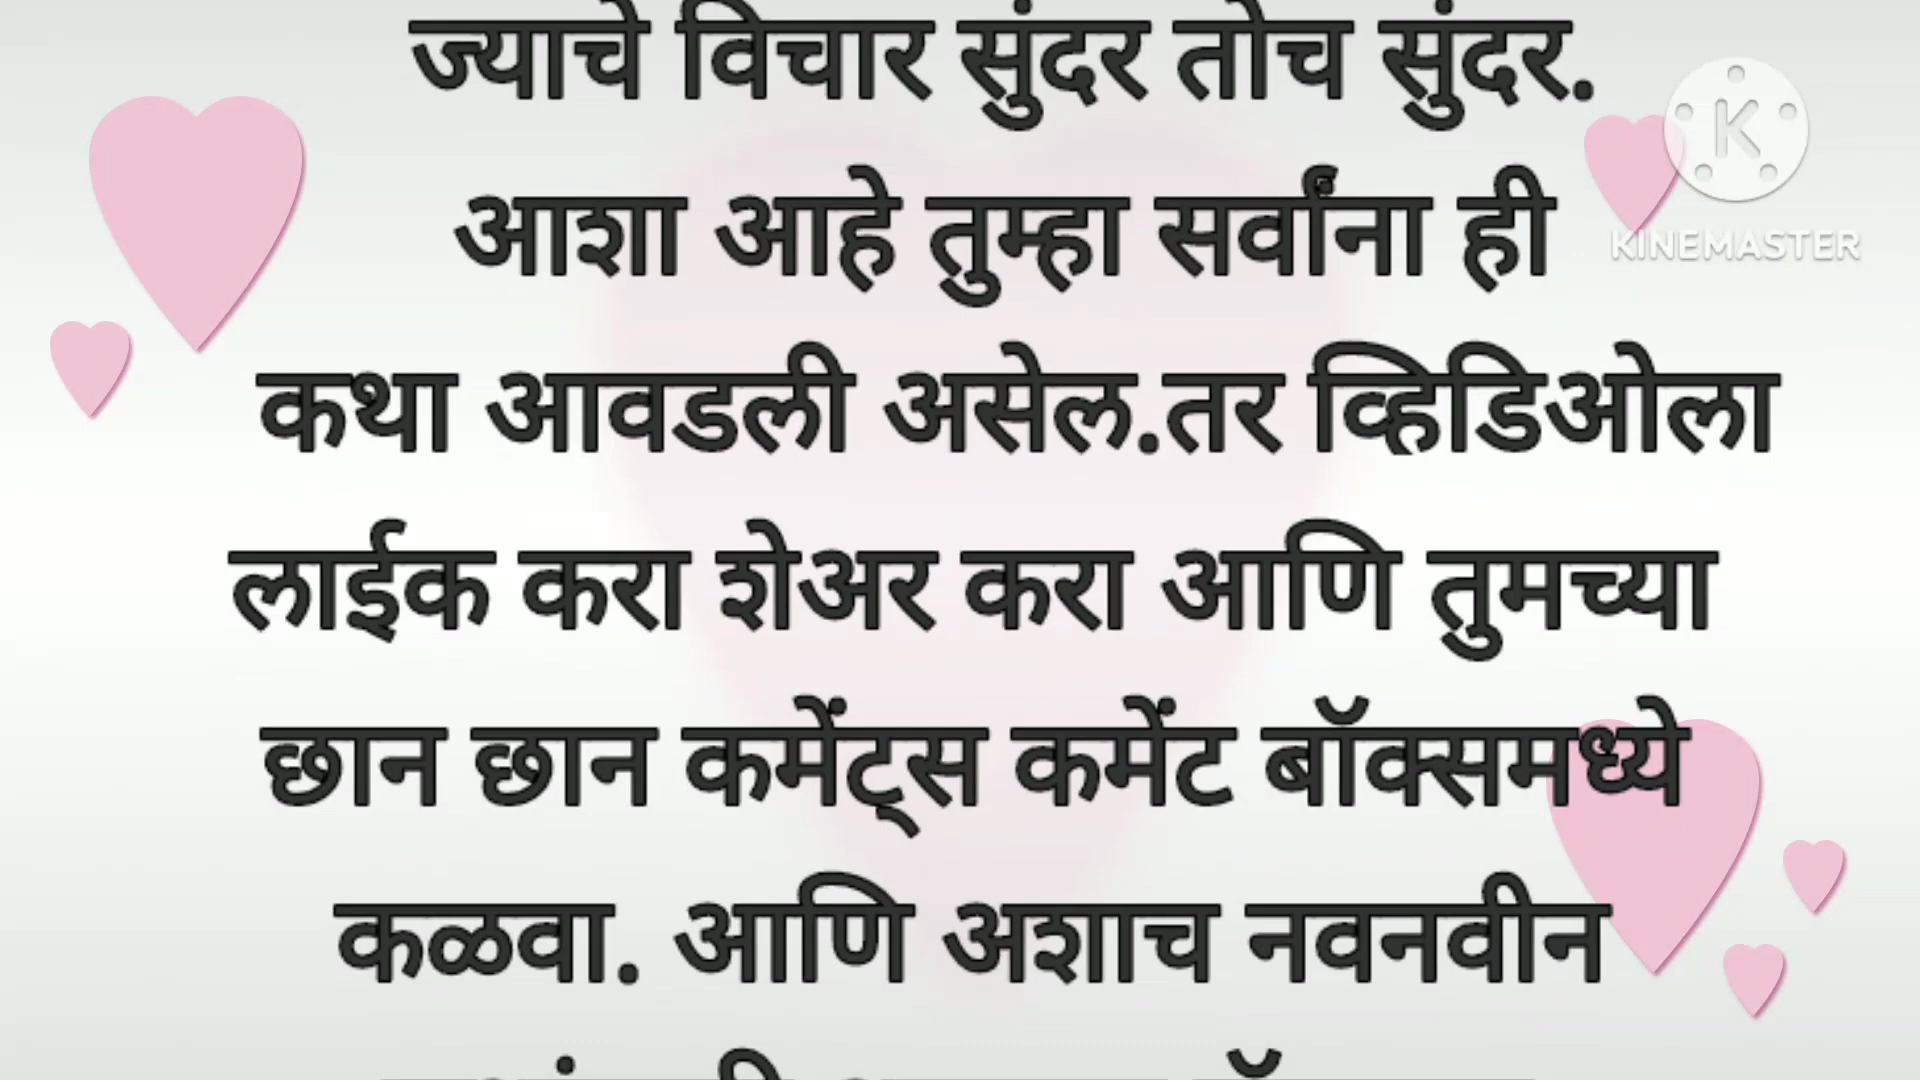 ज्याचे विचार सुंदर तोच सुंदर.
आशा आहे तुम्हा सर्वांना ही
कथा आवडली असेल.तर व्हिडिओला
लाईक करा शेअर करा आणि तुमच्या
छान छान कमेंट्स कमेंट बॉक्समध्ये
कळवा. आणि अशाच नवनवीन
K
KINEMASTER